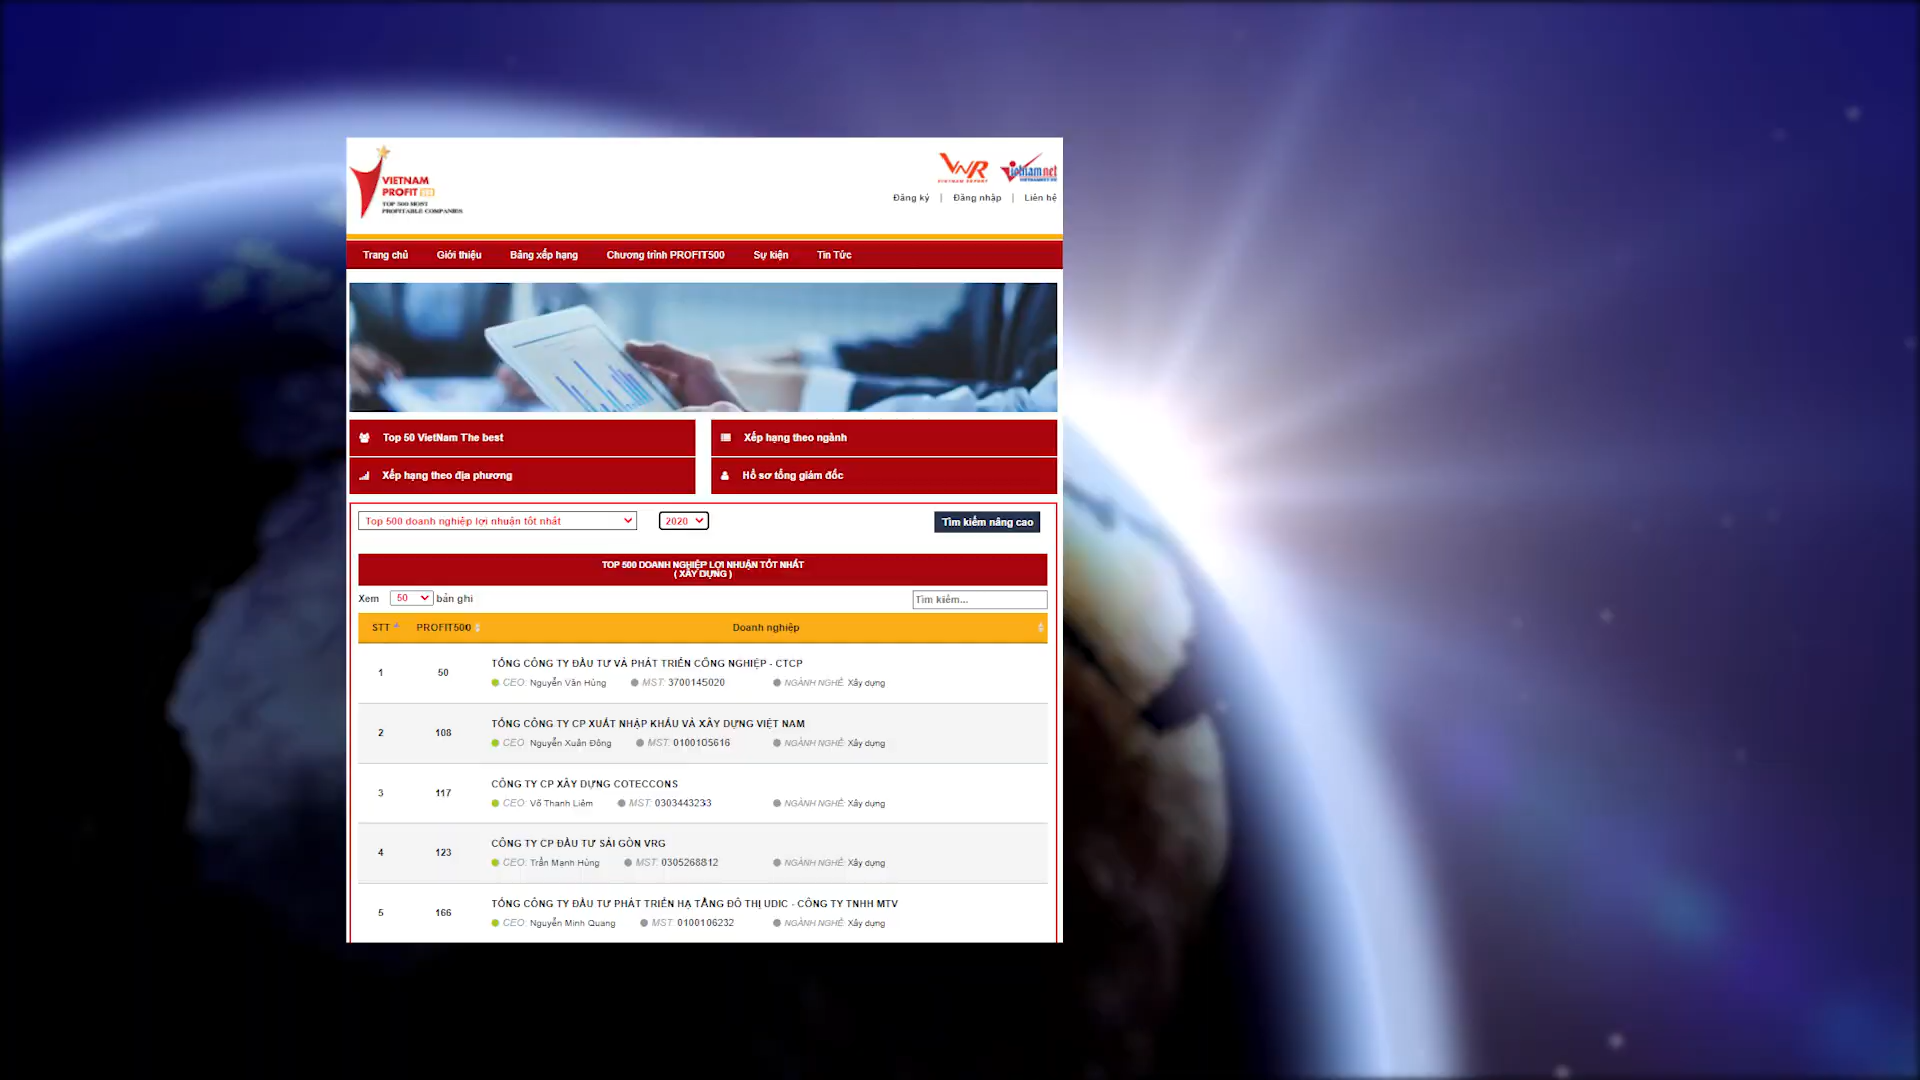 VIETNAM
PROFIT
TOP 500 MOST
PROFITABLE COMPANIES
VNR
VIETNAM REPORT
Vietnamnet
Đăng ký | Đăng nhập | Liên hệ
Trang chủ Giới thiệu Bảng xếp hạng Chương trình PROFIT500 Sự kiện Tin Tức
Top 50 VietNam The best
Xếp hạng theo ngành
Xếp hạng theo địa phương
Hồ sơ tổng giám đốc
Top 500 doanh nghiệp lợi nhuận tốt nhất 2020 Tìm kiếm nâng cao
TOP 500 DOANH NGHIỆP LỢI NHUẬN TỐT NHẤT
( XÂY DỰNG )
Xem 50 bản ghi Tìm kiếm...
STT PROFIT500 Doanh nghiệp
1 50 TỔNG CÔNG TY ĐẦU TƯ VÀ PHÁT TRIỂN CÔNG NGHIỆP - CTCP
CEO: Nguyễn Văn Hùng MST: 3700145020 NGÀNH NGHỀ: Xây dựng
2 108 TỔNG CÔNG TY CP XUẤT NHẬP KHẨU VÀ XÂY DỰNG VIỆT NAM
CEO: Nguyễn Xuân Đông MST: 0100105616 NGÀNH NGHỀ: Xây dựng
3 117 CÔNG TY CP XÂY DỰNG COTECCONS
CEO: Võ Thanh Liêm MST: 0303443233 NGÀNH NGHỀ: Xây dựng
4 123 CÔNG TY CP ĐẦU TƯ SÀI GÒN VRG
CEO: Trần Mạnh Hùng MST: 0305268812 NGÀNH NGHỀ: Xây dựng
5 166 TỔNG CÔNG TY ĐẦU TƯ PHÁT TRIỂN HẠ TẦNG ĐÔ THỊ UDIC - CÔNG TY TNHH MTV
CEO: Nguyễn Minh Quang MST: 0100106232 NGÀNH NGHỀ: Xây dựng